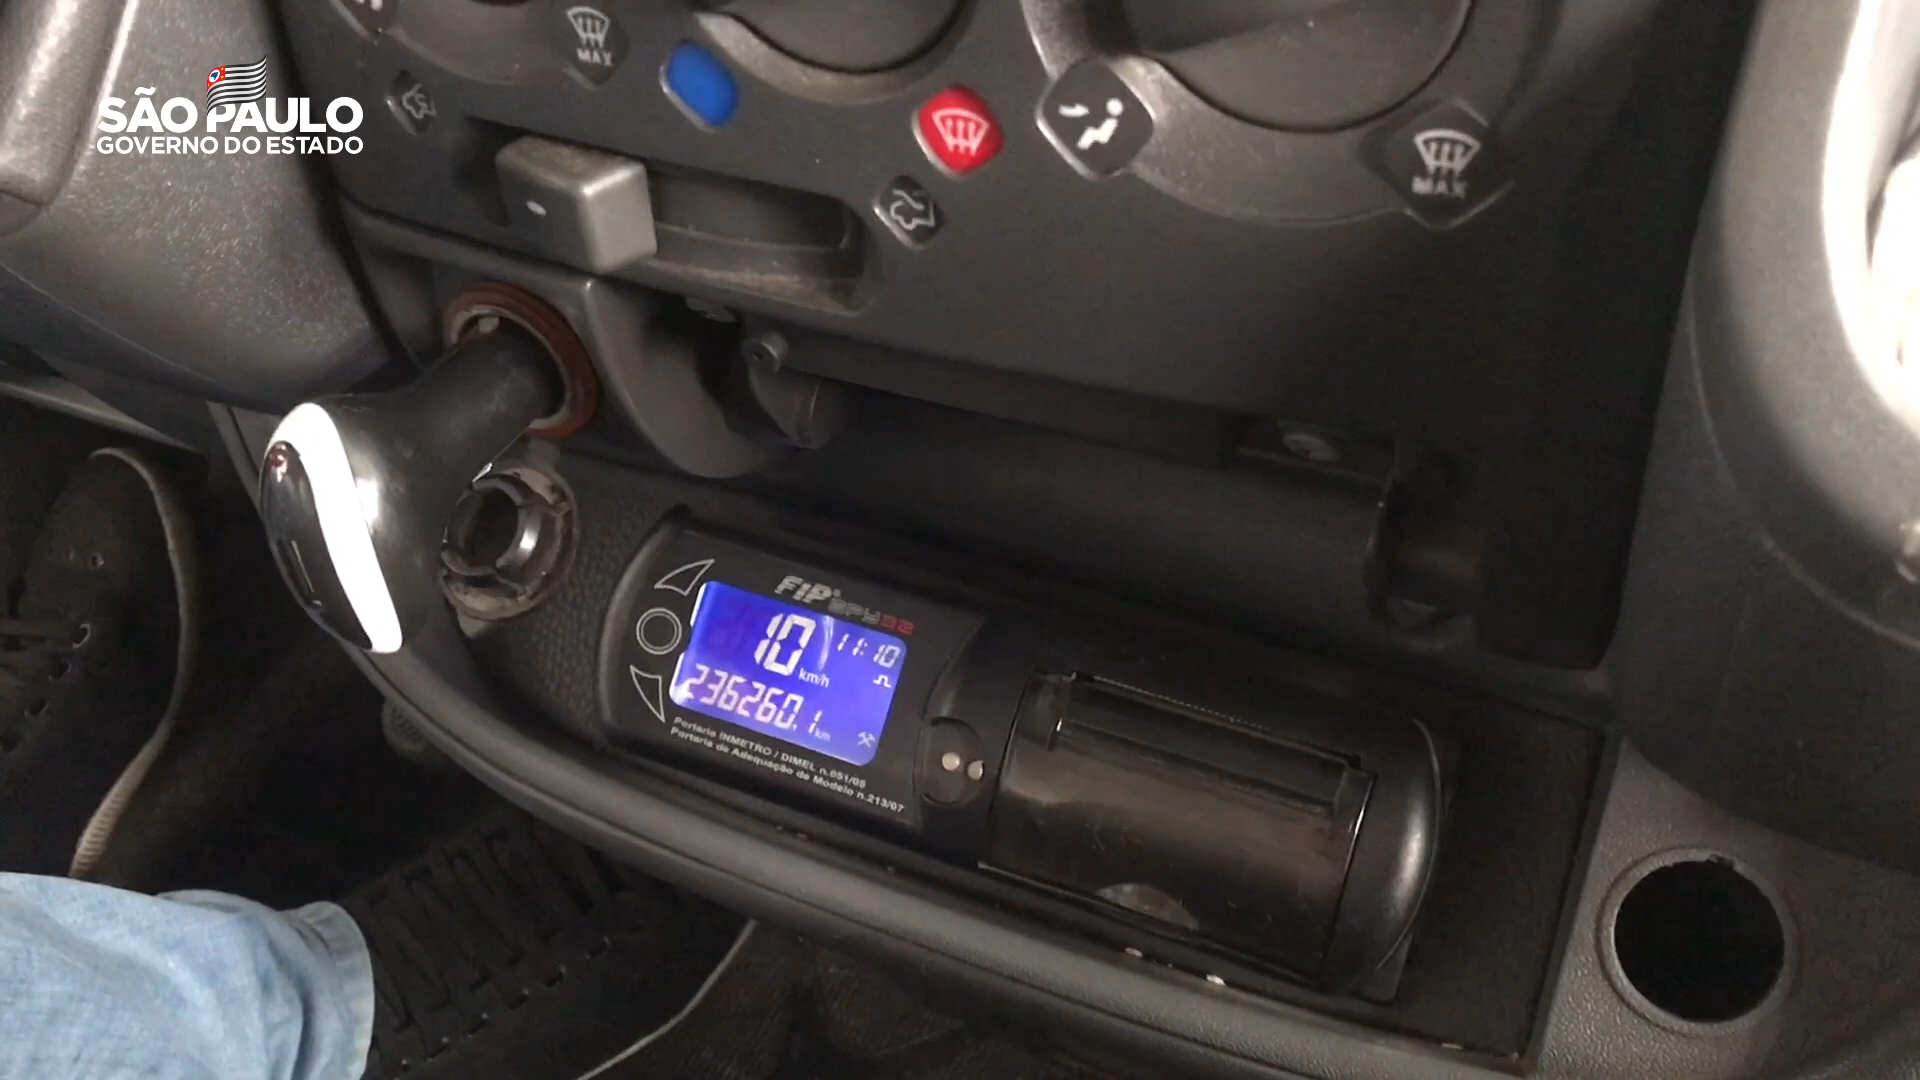 SÃO PAULO
GOVERNO DO ESTADO
MAX
MAX
FIP SPY32
10 km/h
11:10
236260.1 km
Portaria INMETRO / DIMEL n.051/05
Portaria de Adequação de Modelo n.213/07